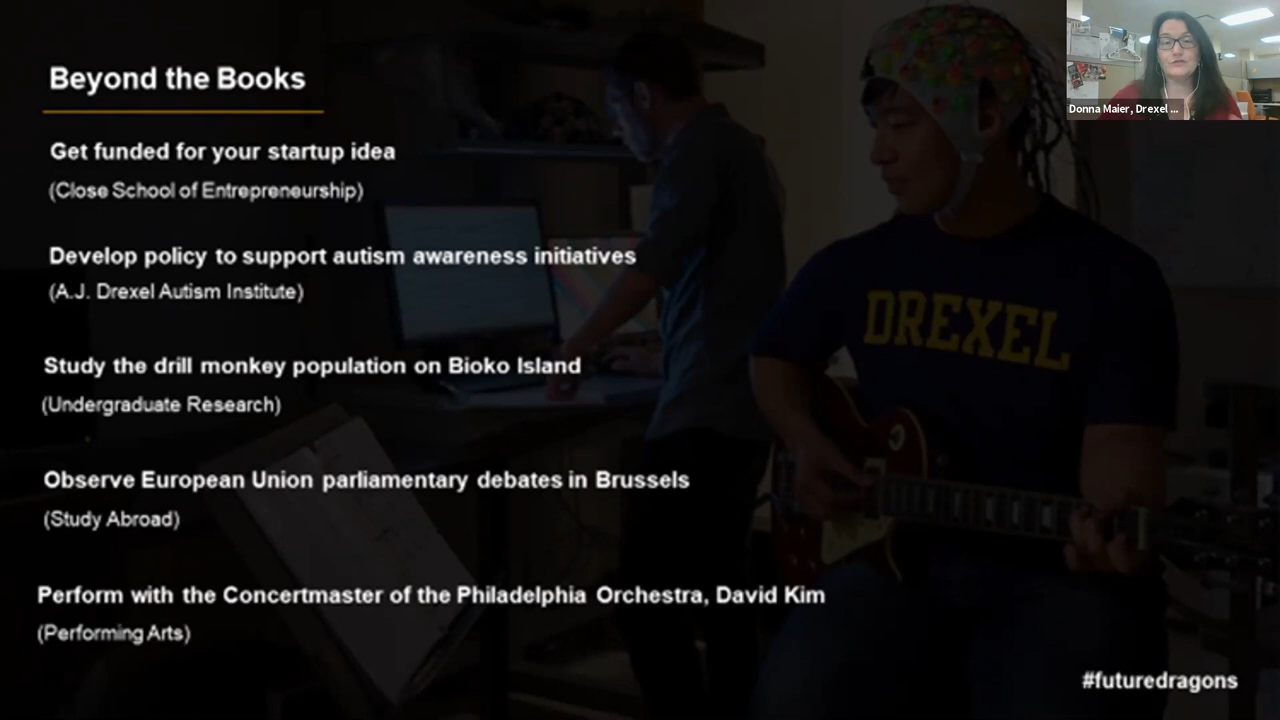 Beyond the Books
Get funded for your startup idea
(Close School of Entrepreneurship)
Develop policy to support autism awareness initiatives
(A.J. Drexel Autism Institute)
Study the drill monkey population on Bioko Island
(Undergraduate Research)
Observe European Union parliamentary debates in Brussels
(Study Abroad)
Perform with the Concertmaster of the Philadelphia Orchestra, David Kim
(Performing Arts)
Donna Maier, Drexel ...
DREXEL
#futuredragons